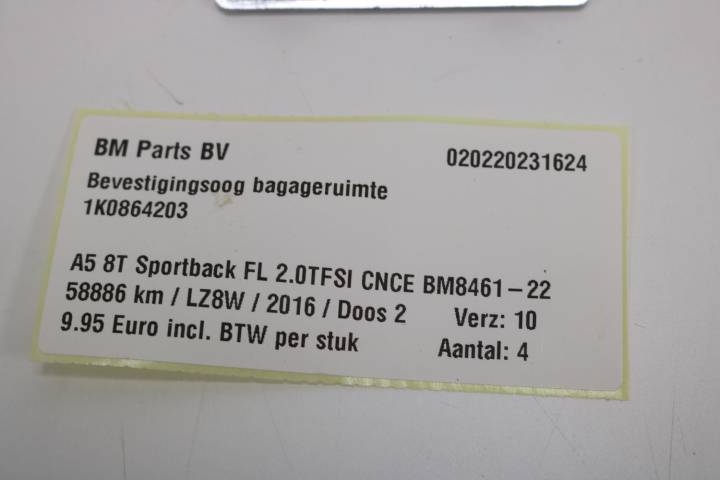 BM Parts BV 020220231624
Bevestigingsoog bagageruimte
1K0864203
A5 8T Sportback FL 2.0TFSI CNCE BM8461-22
58886 km / LZ8W / 2016 / Doos 2 Verz: 10
9.95 Euro incl. BTW per stuk Aantal: 4